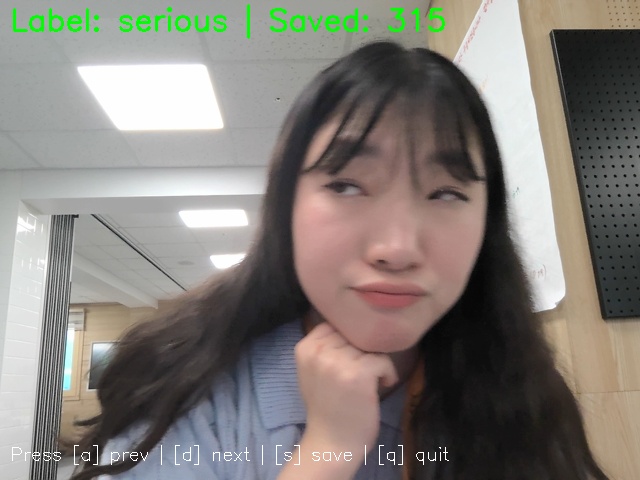 Label: serious | Saved: 315
Press [a] prev | [d] next | [s] save | [q] quit